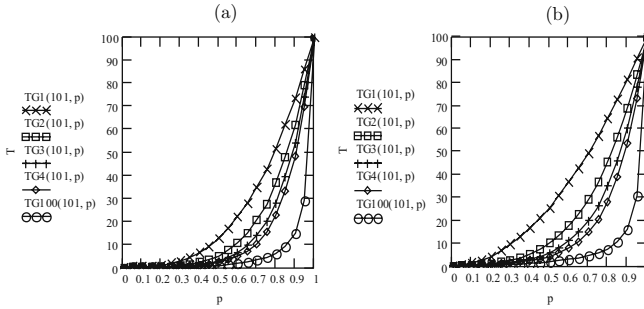 (a)
100
90
80
70
60
50
40
30
20
10
0
T
TG1(101, p)
TG2(101, p)
TG3(101, p)
TG4(101, p)
TG100(101, p)
0 0.1 0.2 0.3 0.4 0.5 0.6 0.7 0.8 0.9 1
p
(b)
100
90
80
70
60
50
40
30
20
10
0
T
TG1(101, p)
TG2(101, p)
TG3(101, p)
TG4(101, p)
TG100(101, p)
0 0.1 0.2 0.3 0.4 0.5 0.6 0.7 0.8 0.9
p